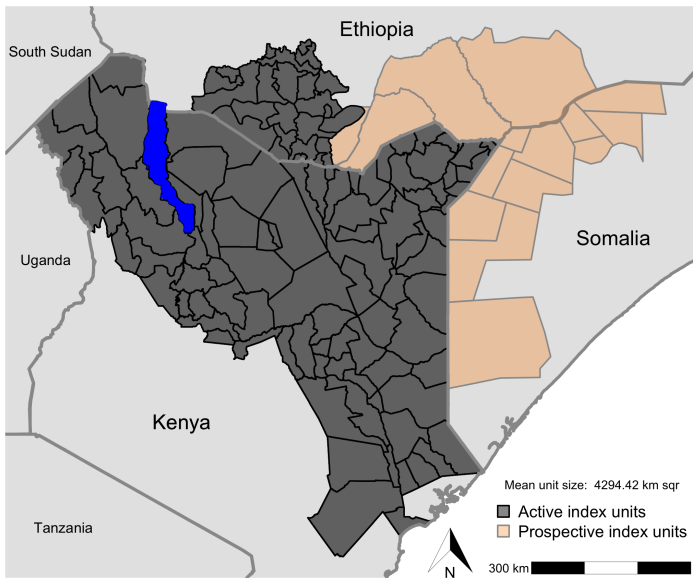 Ethiopia
South Sudan
Somalia
Uganda
Kenya
Mean unit size: 4294.42 km sqr
Active index units
Prospective index units
Tanzania
300 km
N